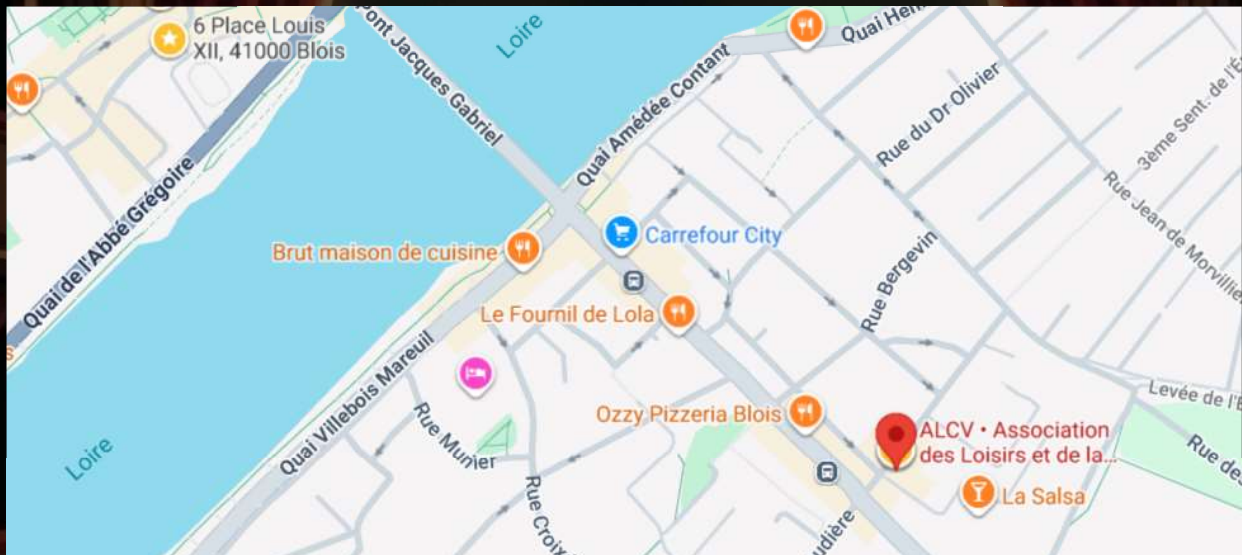 6 Place Louis
XII, 41000 Blois
Pont Jacques Gabriel
Loire
Quai Amédée Contant
Rue du Dr Olivier
Quai de l'Abbé Grégoire
Brut maison de cuisine
Carrefour City
Rue Jean de Morvillier
Rue Bergevin
Le Fournil de Lola
Quai Villebois Mareuil
Ozzy Pizzeria Blois
Rue Munier
ALCV • Association
des Loisirs et de la...
La Salsa
Loire
Rue Croix
Levée de l'
Rue des
3ème Sent. de l'
Quai Hen
udière